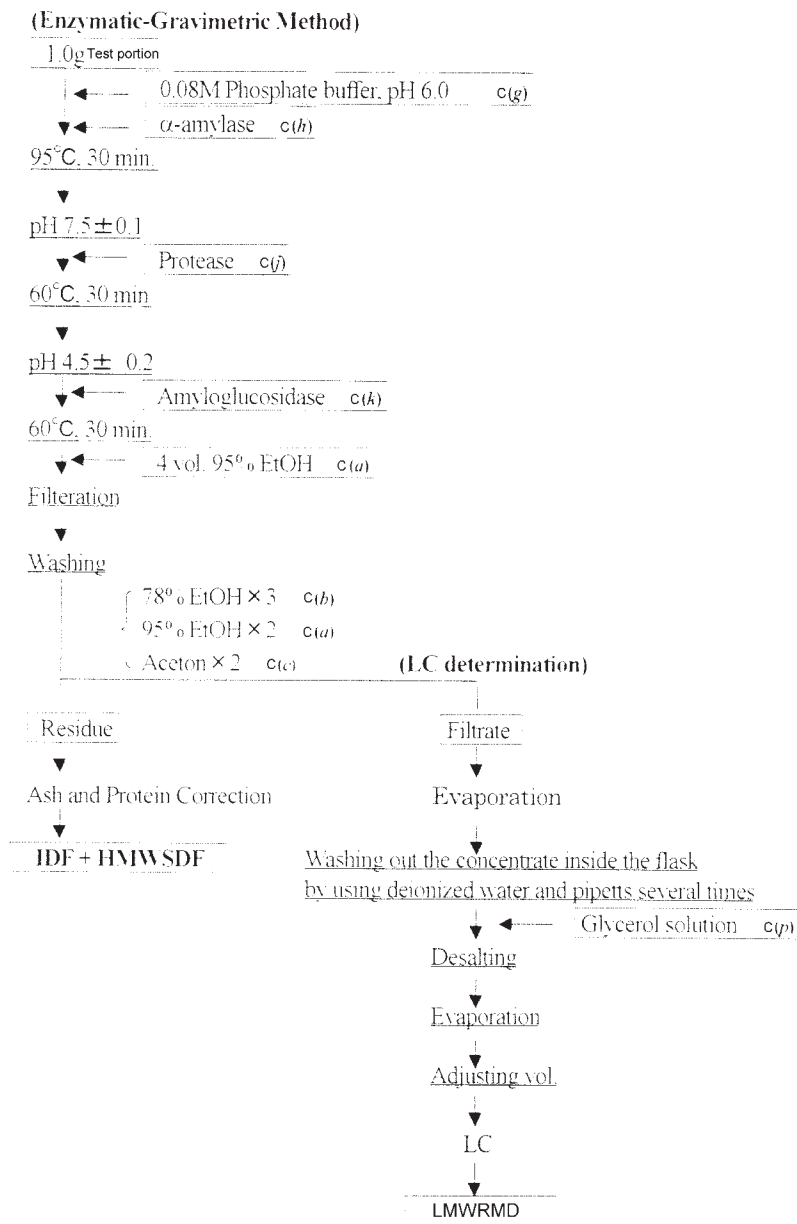 (Enzymatic-Gravimetric Method)
1.0g Test portion
0.08M Phosphate buffer, pH 6.0 C(g)
α-amylase C(h)
95°C, 30 min.
pH 7.5±0.1
Protease C(j)
60°C, 30 min
pH 4.5± 0.2
Amyloglucosidase C(k)
60°C, 30 min.
4 vol. 95% EtOH C(a)
Filteration
Washing
78% EtOH × 3 C(b)
95% EtOH × 2 C(a)
Aceton × 2 C(c)
(LC determination)
Residue
Filtrate
Ash and Protein Correction
Evaporation
IDF + HMWSDF
Washing out the concentrate inside the flask
by using deionized water and pipetts several times
Glycerol solution C(p)
Desalting
Evaporation
Adjusting vol.
LC
LMWRMD